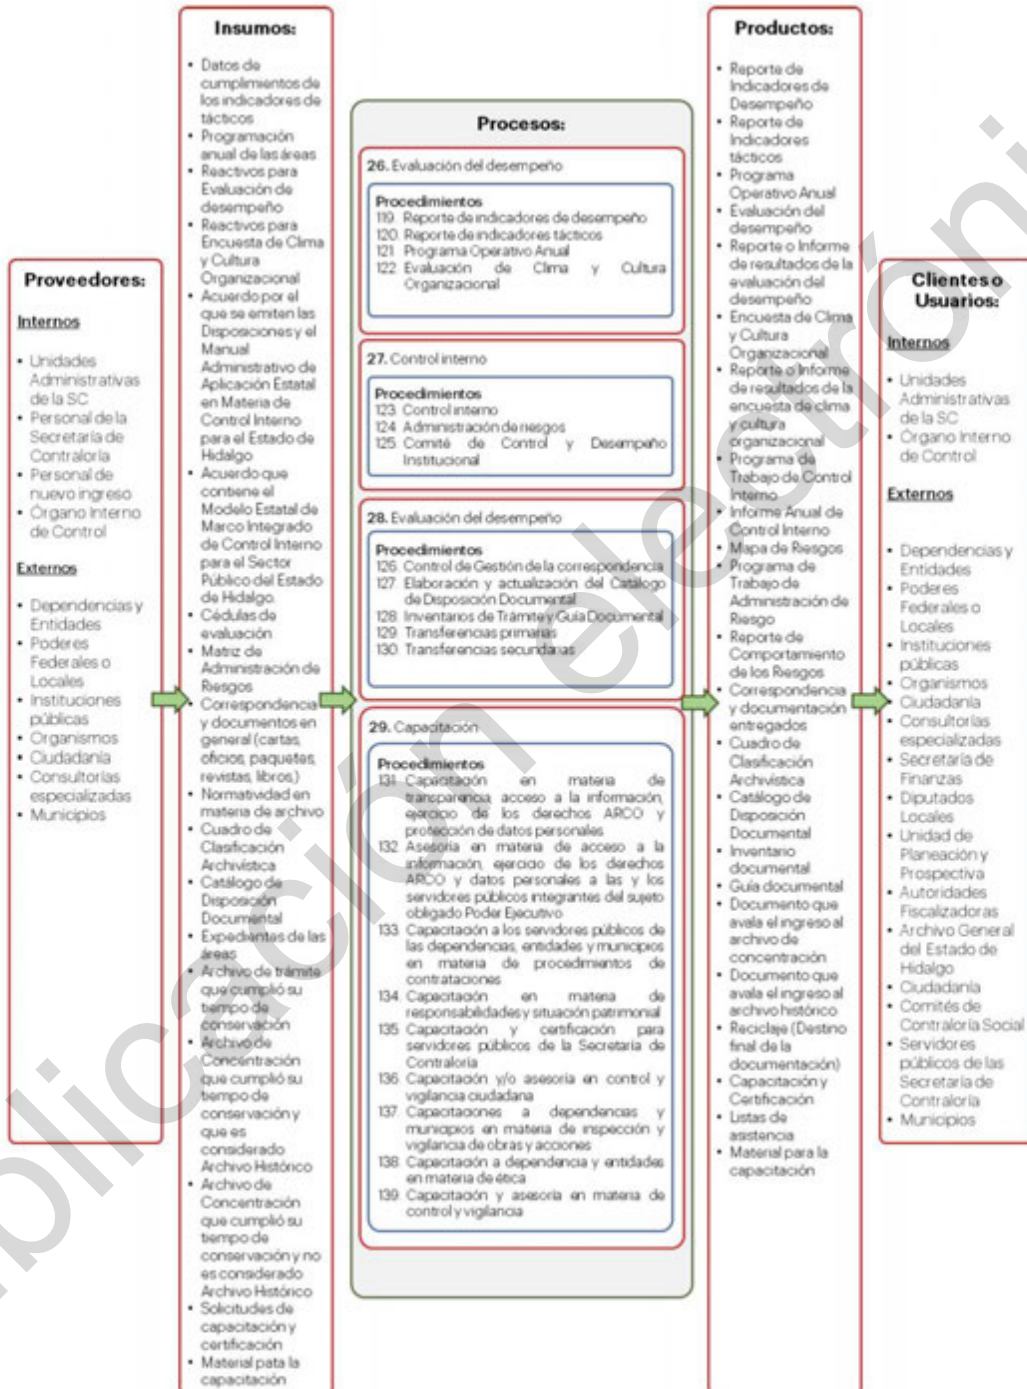 Proveedores:
Internos
• Unidades
Administrativas
de la SC
• Personal de la
Secretaría de
Contraloría
• Personal de
nuevo ingreso
• Órgano Interno
de Control
Externos
• Dependencias y
Entidades
• Poderes
Federales o
Locales
• Instituciones
públicas
• Organismos
• Ciudadanía
• Consultorías
especializadas
• Municipios
Insumos:
• Datos de
cumplimientos de
los indicadores de
tácticos
• Programación
anual de las áreas
• Reactivos para
Evaluación de
desempeño
• Reactivos para
Encuesta de Clima
y Cultura
Organizacional
• Acuerdo por el
que se emiten las
Disposiciones y el
Manual
Administrativo de
Aplicación Estatal
en Materia de
Control Interno
para el Estado de
Hidalgo
• Acuerdo que
contiene el
Modelo Estatal de
Marco Integrado
de Control Interno
para el Sector
Público del Estado
de Hidalgo.
• Cédulas de
evaluación
• Matriz de
Administración de
Riesgos
• Correspondencia
y documentos en
general (cartas,
oficios, paquetes,
revistas, libros,)
• Normatividad en
materia de archivo
• Cuadro de
Clasificación
Archivística
• Catálogo de
Disposición
Documental
• Expedientes de las
áreas
• Archivo de trámite
que cumplió su
tiempo de
conservación
• Archivo de
Concentración
que cumplió su
tiempo de
conservación y
que es
considerado
Archivo Histórico
• Archivo de
Concentración
que cumplió su
tiempo de
conservación y no
es considerado
Archivo Histórico
• Solicitudes de
capacitación y
certificación
• Material pata la
capacitación
Procesos:
26. Evaluación del desempeño
Procedimientos
119. Reporte de indicadores de desempeño
120. Reporte de indicadores tácticos
121. Programa Operativo Anual
122. Evaluación de Clima y Cultura
Organizacional
27. Control interno
Procedimientos
123. Control interno
124. Administración de riesgos
125. Comité de Control y Desempeño
Institucional
28. Evaluación del desempeño
Procedimientos
126. Control de Gestión de la correspondencia
127. Elaboración y actualización del Catálogo
de Disposición Documental
128. Inventarios de Trámite y Guía Documental
129. Transferencias primarias
130. Transferencias secundarias
29. Capacitación
Procedimientos
131. Capacitación en materia de
transparencia, acceso a la información,
ejercicio de los derechos ARCO y
protección de datos personales
132. Asesoría en materia de acceso a la
información, ejercicio de los derechos
ARCO y datos personales a las y los
servidores públicos integrantes del sujeto
obligado Poder Ejecutivo
133. Capacitación a los servidores públicos de
las dependencias, entidades y municipios
en materia de procedimientos de
contrataciones
134. Capacitación en materia de
responsabilidades y situación patrimonial
135. Capacitación y certificación para
servidores públicos de la Secretaría de
Contraloría
136. Capacitación y/o asesoría en control y
vigilancia ciudadana
137. Capacitaciones a dependencias y
municipios en materia de inspección y
vigilancia de obras y acciones
138. Capacitación a dependencia y entidades
en materia de ética
139. Capacitación y asesoría en materia de
control y vigilancia
Productos:
• Reporte de
Indicadores de
Desempeño
• Reporte de
Indicadores
tácticos
• Programa
Operativo Anual
• Evaluación del
desempeño
• Reporte o Informe
de resultados de la
evaluación del
desempeño
• Encuesta de Clima
y Cultura
Organizacional
• Reporte o Informe
de resultados de la
encuesta de clima
y cultura
organizacional
• Programa de
Trabajo de Control
Interno
• Informe Anual de
Control Interno
• Mapa de Riesgos
• Programa de
Trabajo de
Administración de
Riesgo
• Reporte de
Comportamiento
de los Riesgos
• Correspondencia
y documentación
entregados
• Cuadro de
Clasificación
Archivística
• Catálogo de
Disposición
Documental
• Inventario
documental
• Guía documental
• Documento que
avala el ingreso al
archivo de
concentración
• Documento que
avala el ingreso al
archivo histórico
• Reciclaje (Destino
final de la
documentación)
• Capacitación y
Certificación
• Listas de
asistencia
• Material para la
capacitación
Clientes o
Usuarios:
Internos
• Unidades
Administrativas
de la SC
• Órgano Interno
de Control
Externos
• Dependencias y
Entidades
• Poderes
Federales o
Locales
• Instituciones
públicas
• Organismos
• Ciudadanía
• Consultorías
especializadas
• Secretaría de
Finanzas
• Diputados
Locales
• Unidad de
Planeación y
Prospectiva
• Autoridades
Fiscalizadoras
• Archivo General
del Estado de
Hidalgo
• Ciudadanía
• Comités de
Contraloría Social
• Servidores
públicos de las
Secretaría de
Contraloría
• Municipios
blicación electróni